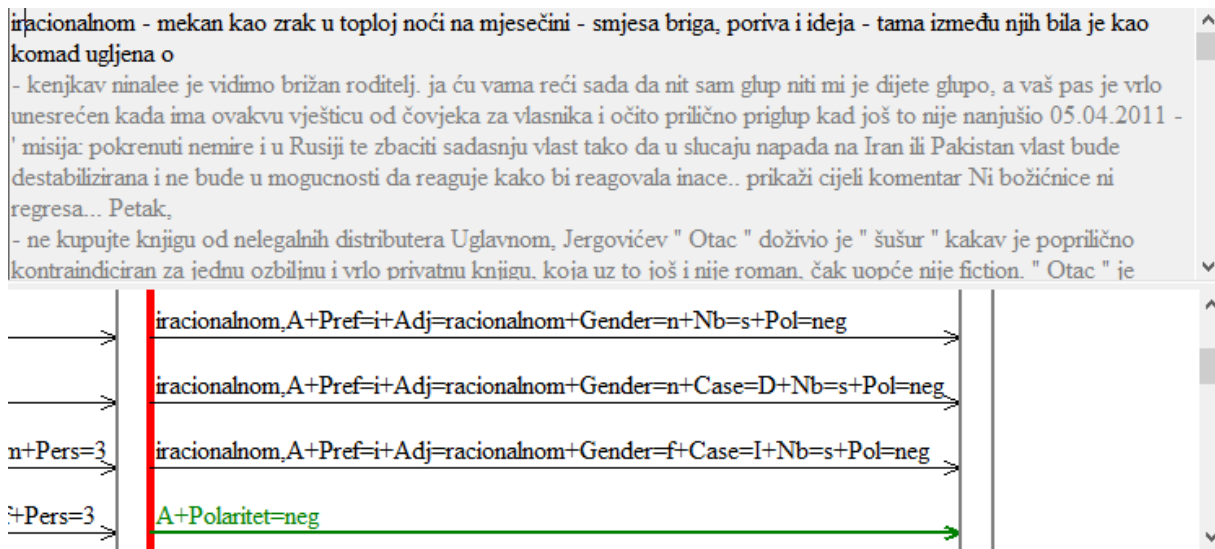 iracionalnom - mekan kao zrak u toploj noći na mjesečini - smjesa briga, poriva i ideja - tama između njih bila je kao
komad ugljena o
- kenjkav ninalee je vidimo brižan roditelj. ja ću vama reći sada da nit sam glup niti mi je dijete glupo, a vaš pas je vrlo
unesrećen kada ima ovakvu vješticu od čovjeka za vlasnika i očito prilično priglup kad još to nije nanjušio 05.04.2011 -
' misija: pokrenuti nemire i u Rusiji te zbaciti sadasnju vlast tako da u slucaju napada na Iran ili Pakistan vlast bude
destabilizirana i ne bude u mogucnosti da reaguje kako bi reagovala inace.. prikaži cijeli komentar Ni božićnice ni
regresa... Petak,
- ne kupujte knjigu od nelegalnih distributera Uglavnom, Jergovićev " Otac " doživio je " šušur " kakav je poprilično
kontraindiciran za jednu ozbiljnu i vrlo privatnu knjigu, koja uz to još i nije roman, čak uopće nije fiction. " Otac " je
iracionalnom,A+Pref=i+Adj=racionalnom+Gender=n+Nb=s+Pol=neg
iracionalnom,A+Pref=i+Adj=racionalnom+Gender=n+Case=D+Nb=s+Pol=neg
m+Pers=3 iracionalnom,A+Pref=i+Adj=racionalnom+Gender=f+Case=I+Nb=s+Pol=neg
+Pers=3 A+Polaritet=neg